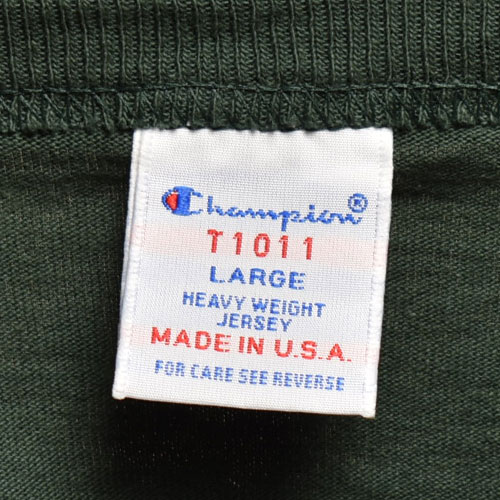 Champion®
T1011
LARGE
HEAVY WEIGHT
JERSEY
MADE IN U.S.A.
FOR CARE SEE REVERSE